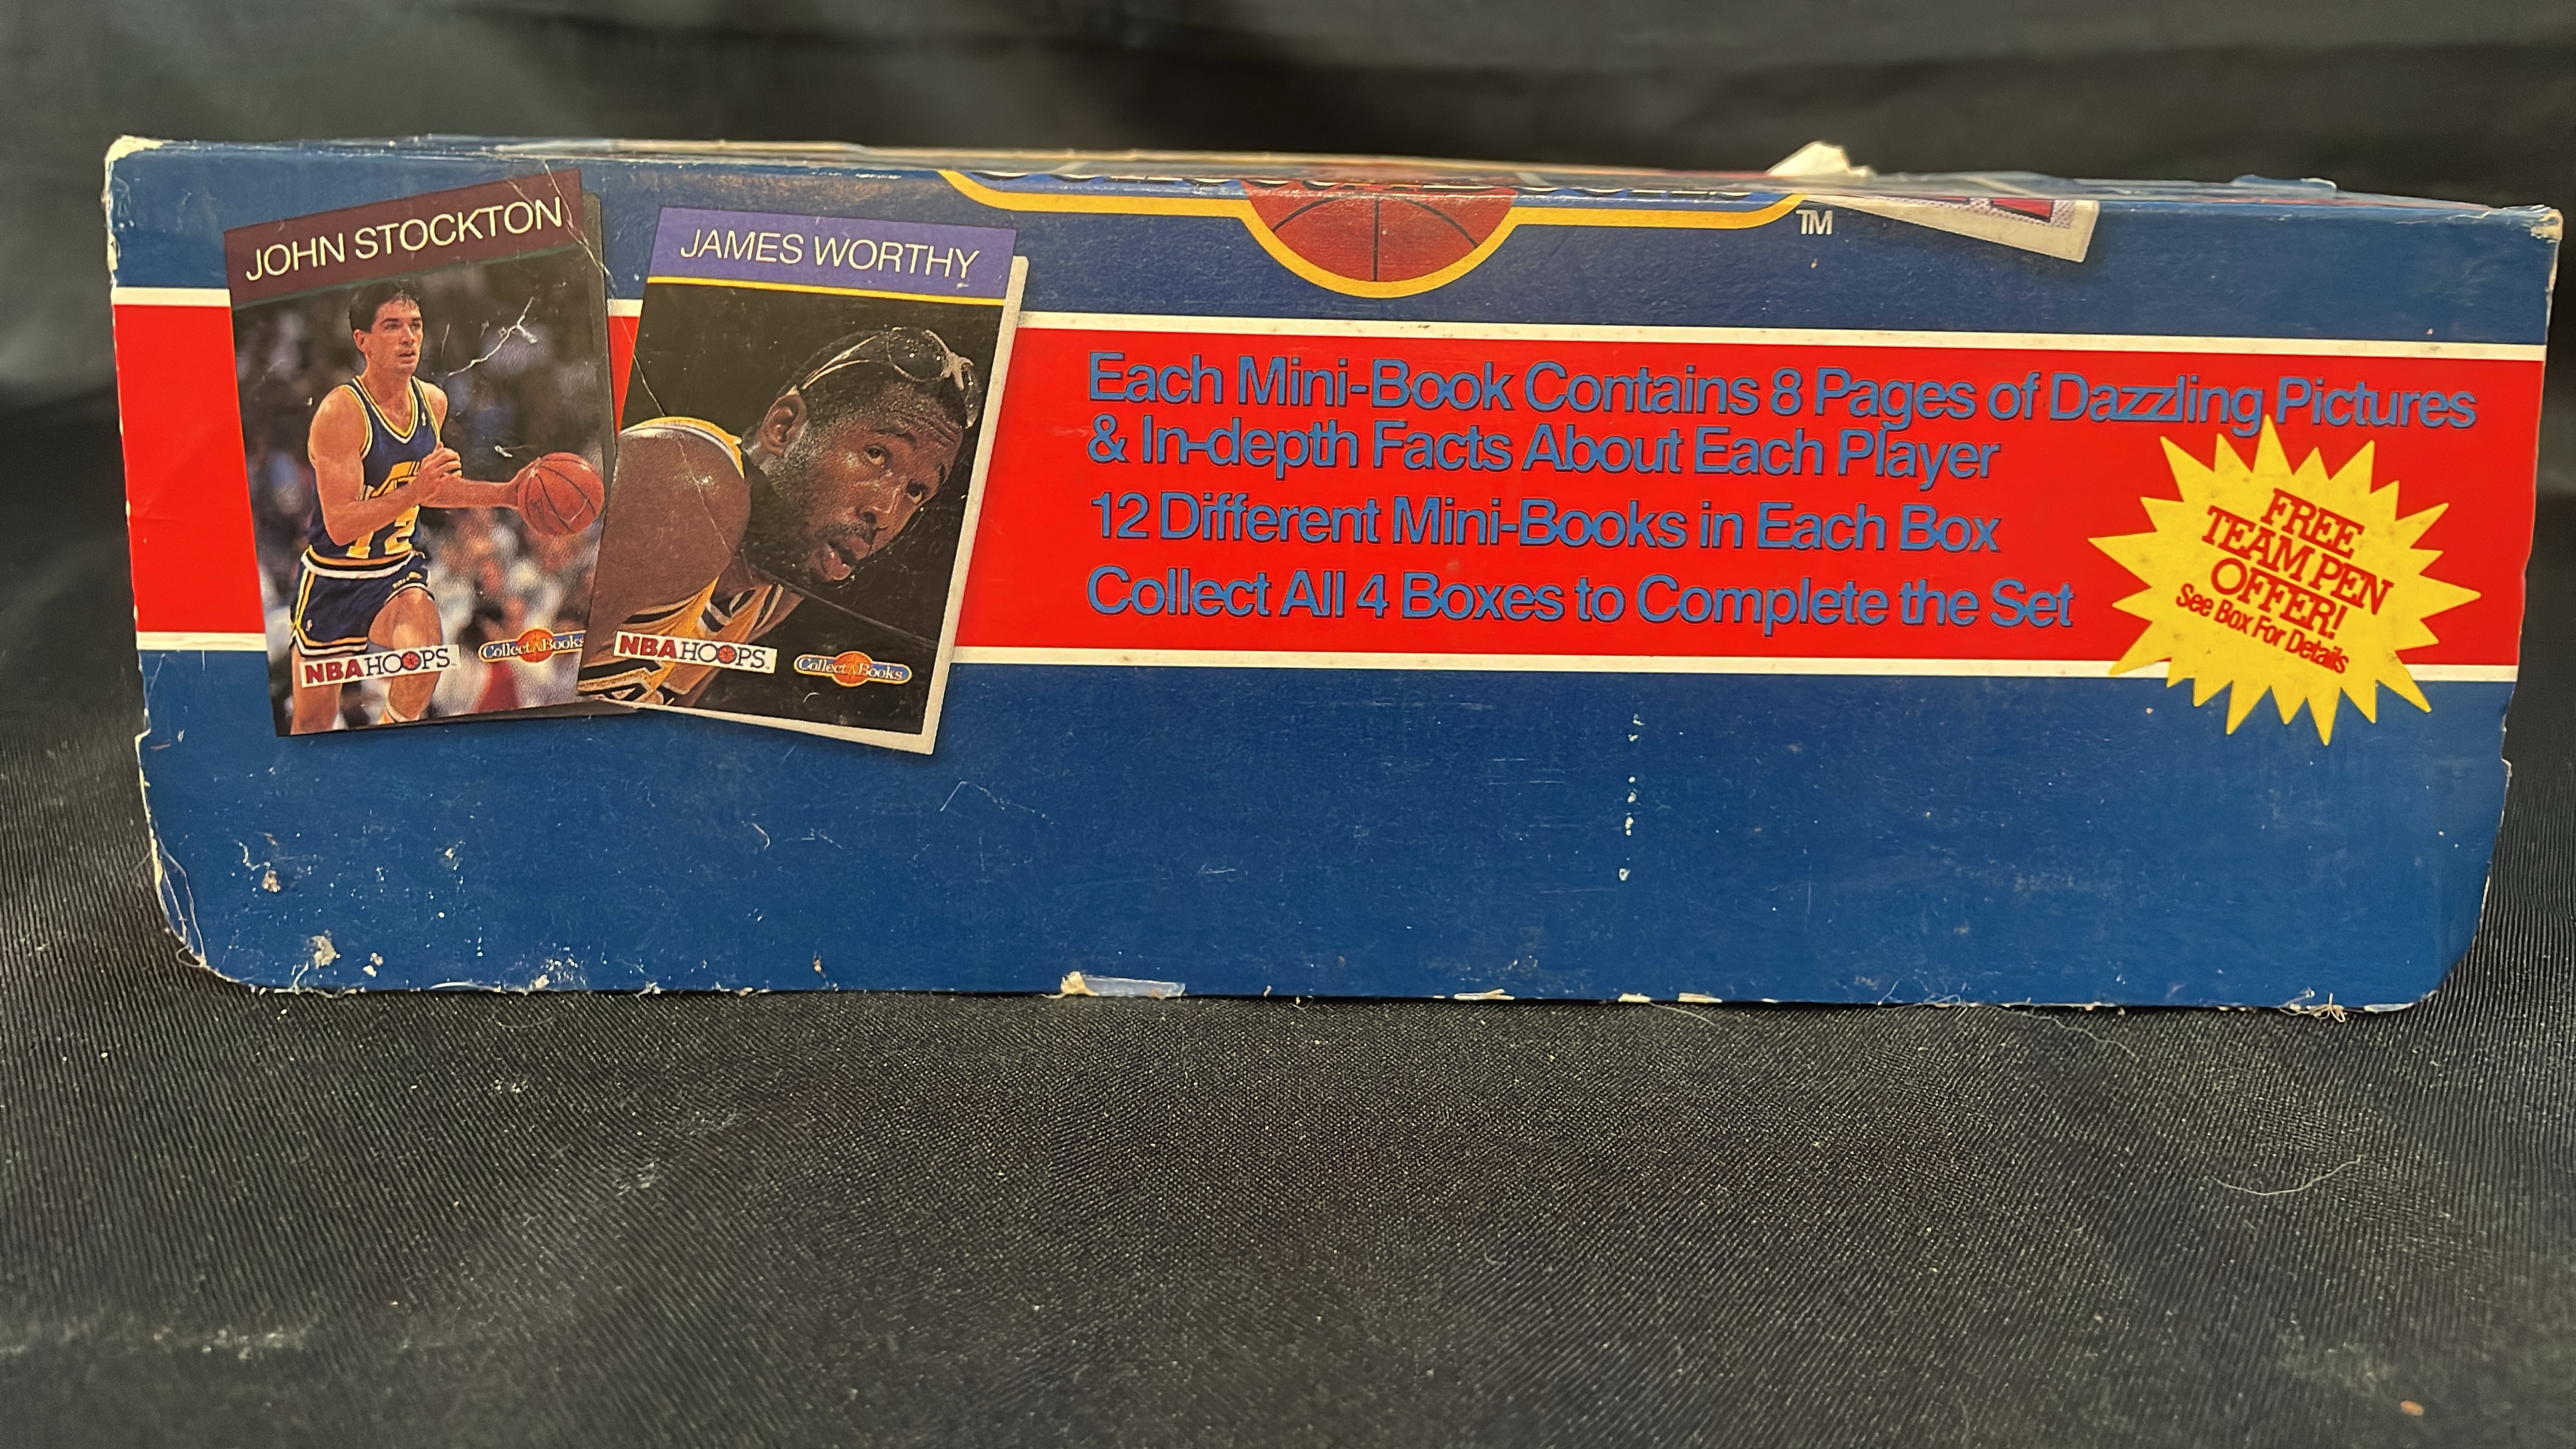 JOHN STOCKTON
NBA HOOPS
Collect A Books
JAMES WORTHY
NBA HOOPS
Collect A Books
TM
Each Mini-Book Contains 8 Pages of Dazzling Pictures
& In-depth Facts About Each Player
12 Different Mini-Books in Each Box
Collect All 4 Boxes to Complete the Set
FREE
TEAM PEN
OFFER!
See Box For Details